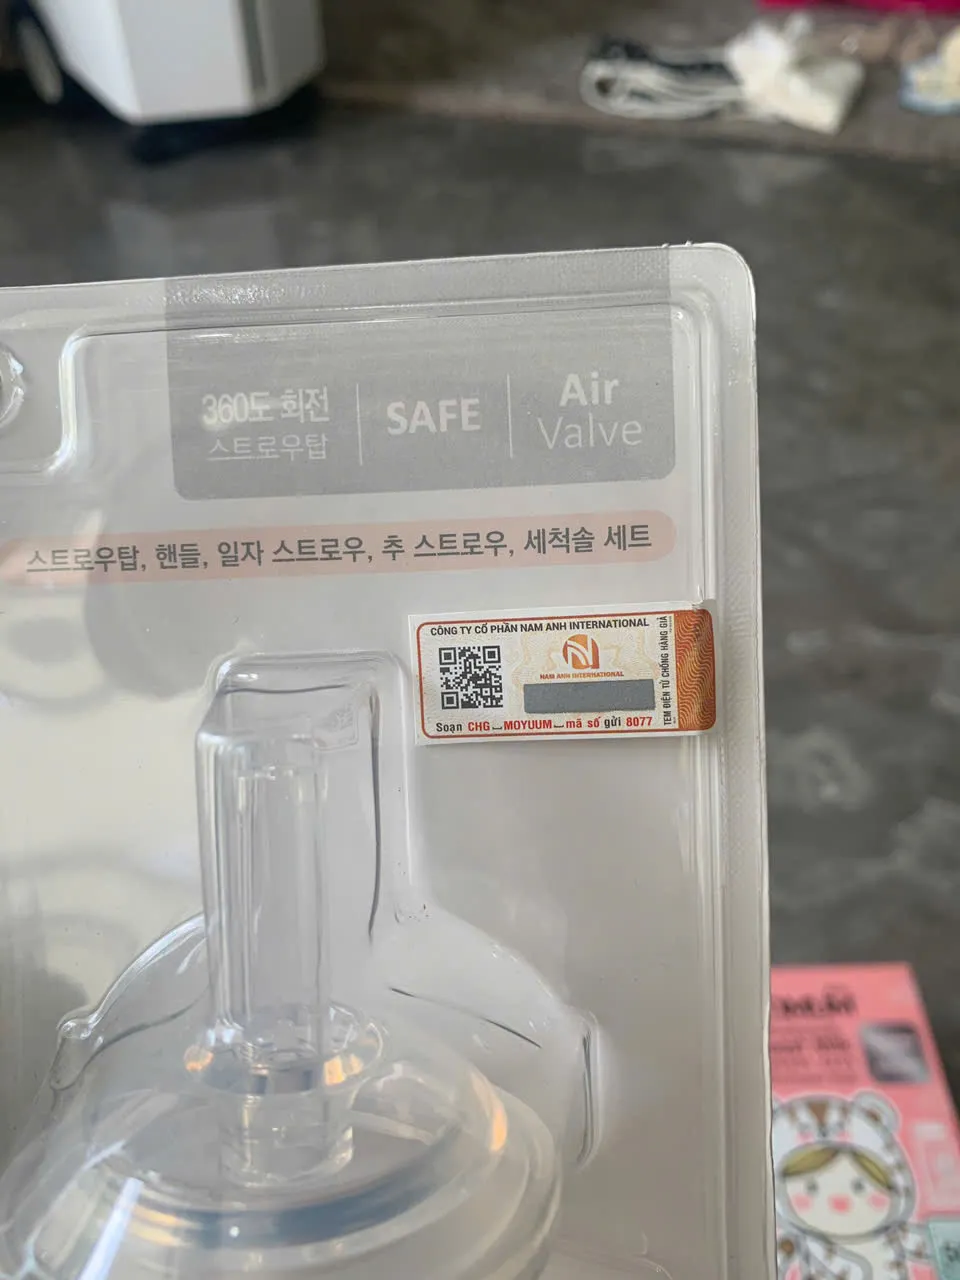 360도 회전
스트로우탑
SAFE
Air
Valve
스트로우탑, 핸들, 일자 스트로우, 추 스트로우, 세척솔 세트
CÔNG TY CỔ PHẦN NAM ANH INTERNATIONAL
NAM ANH INTERNATIONAL
Soạn CHG_MOYUUM_mã số gửi 8077
TEM ĐIỆN TỬ CHỐNG HÀNG GIẢ